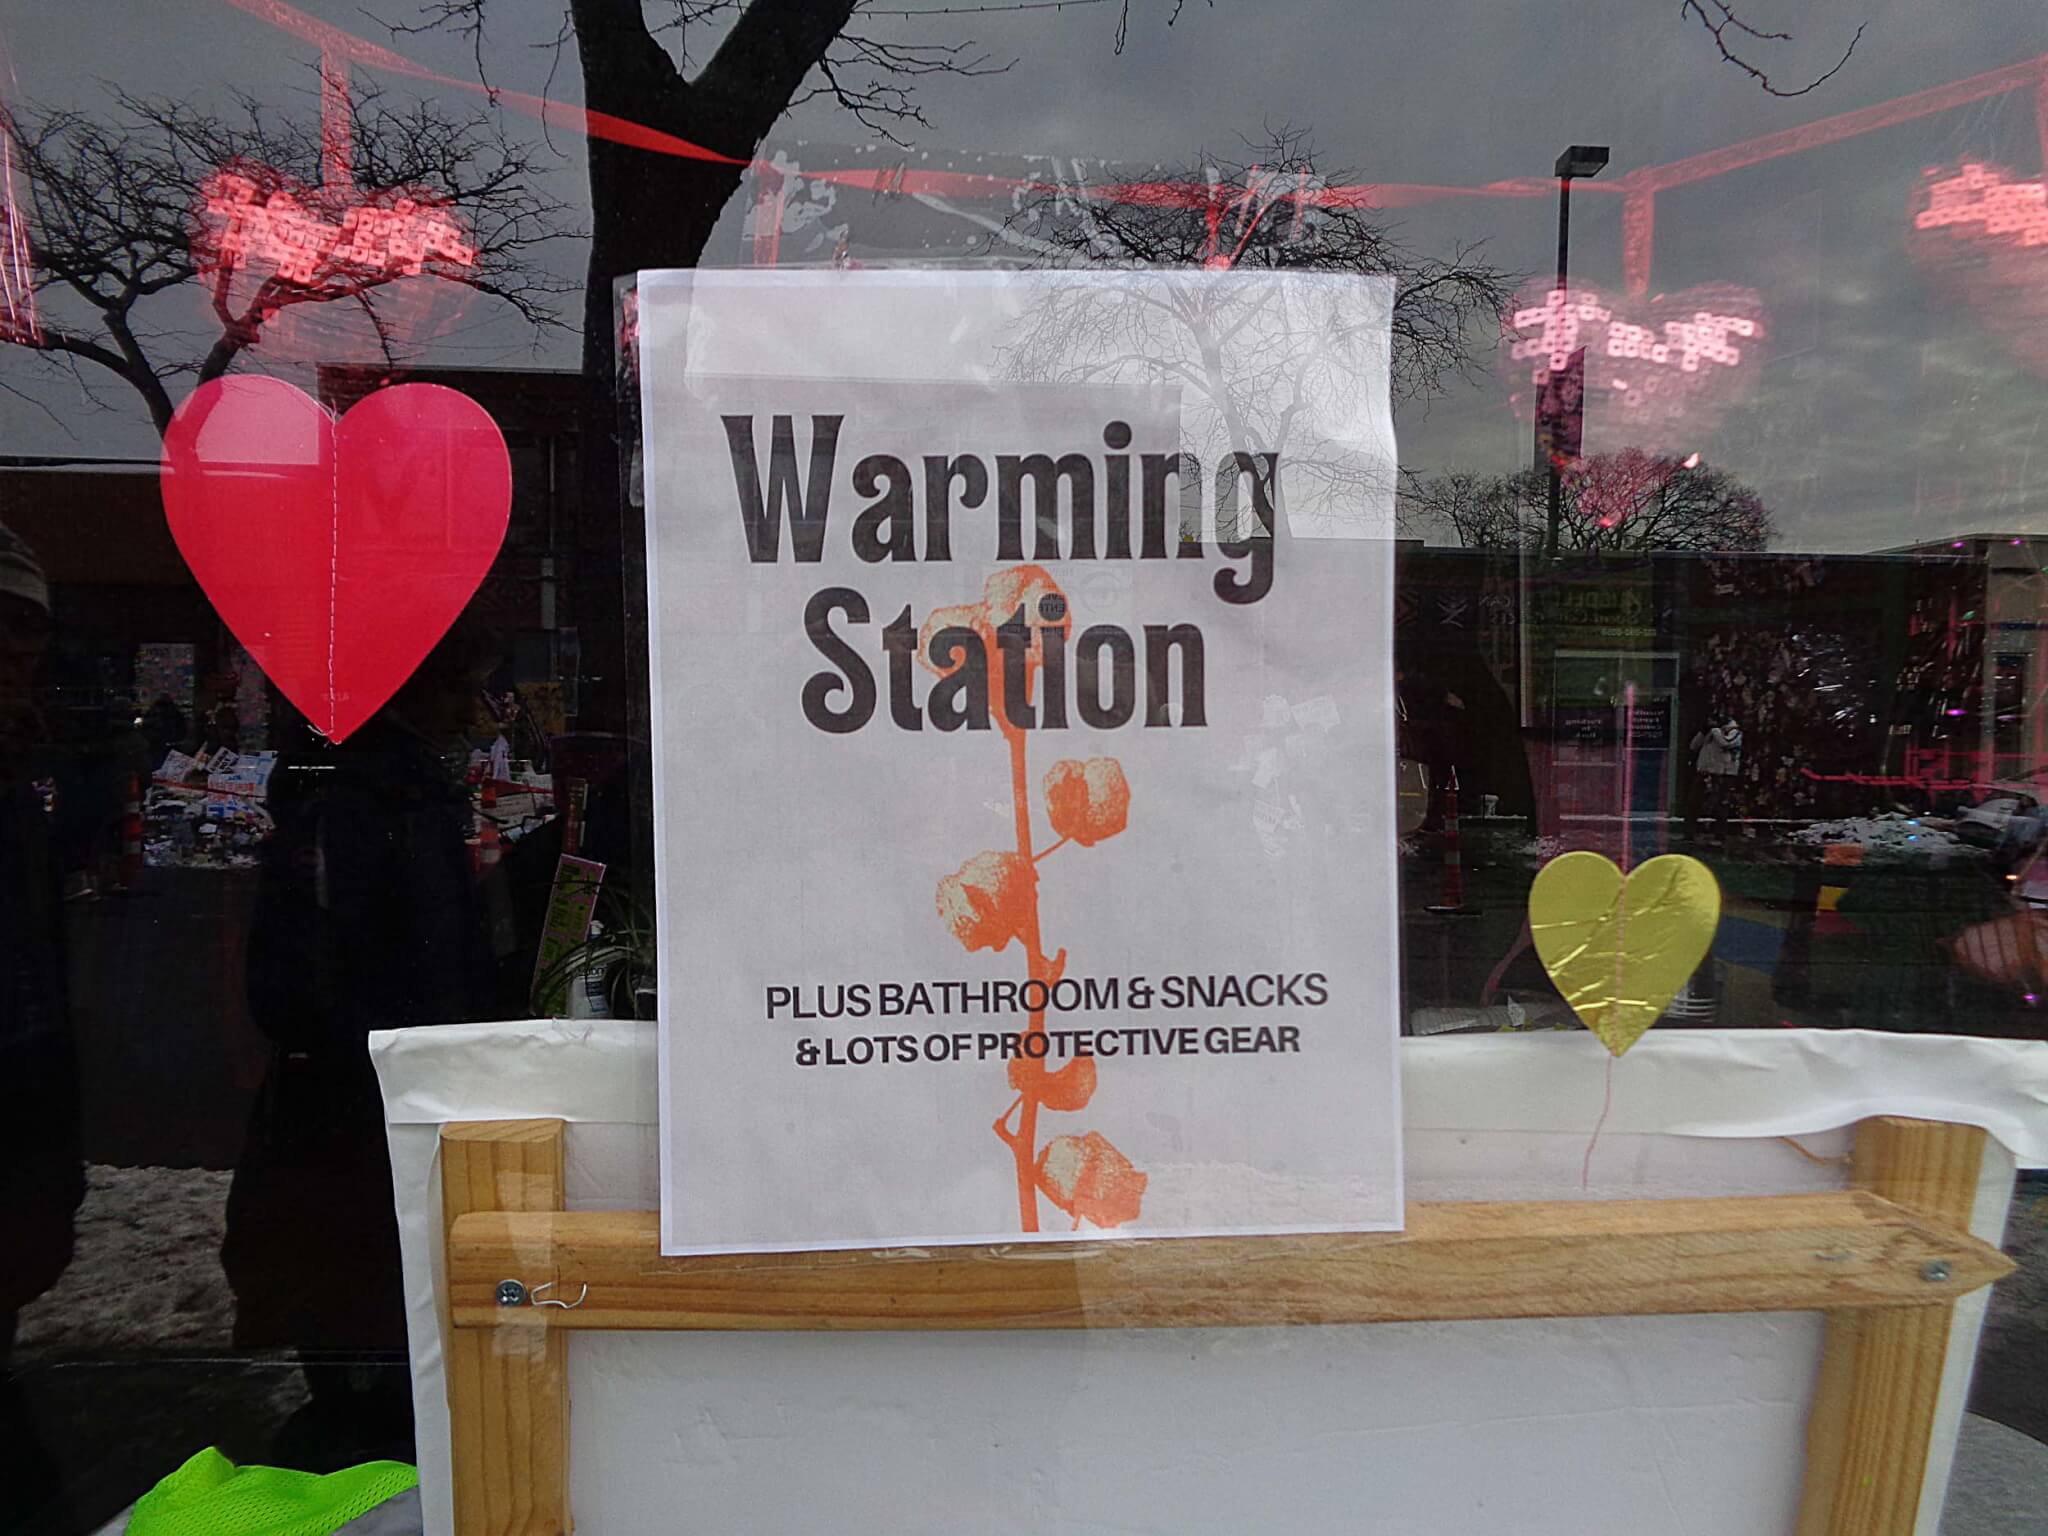 Warming
Station
PLUS BATHROOM & SNACKS
& LOTS OF PROTECTIVE GEAR